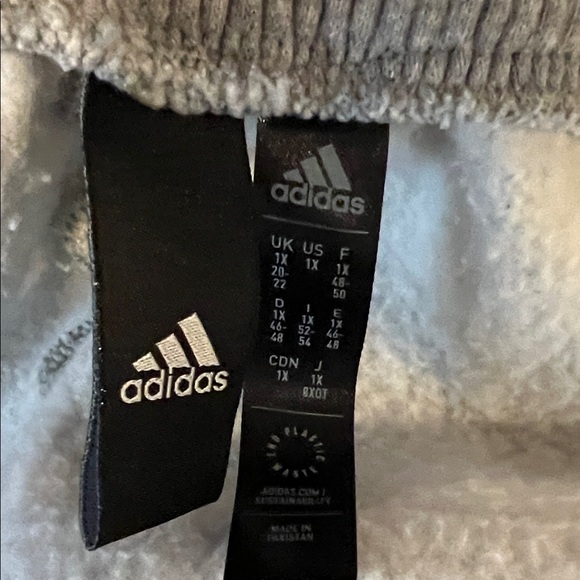 adidas
adidas
UK US F
1X 1X 1X
20- 48-
22 50
D I E
1X 1X 1X
46- 52- 46-
48 54 48
CDN J
1X 1X
8XOT
END PLASTIC WASTE
ADIDAS.COM/
SUSTAINABILITY
MADE IN
PAKISTAN